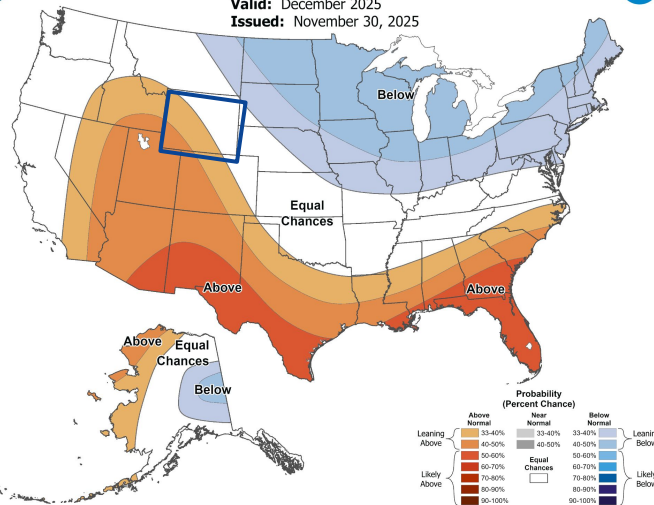 Valid: December 2025
Issued: November 30, 2025
Below
Equal
Chances
Above
Above
Above
Equal
Chances
Below
Probability
(Percent Chance)
Above
Normal
Near
Normal
Below
Normal
Leaning
Above
33-40%
40-50%
33-40%
40-50%
33-40%
40-50%
Leanin
Below
Likely
Above
50-60%
60-70%
70-80%
80-90%
90-100%
Equal
Chances
50-60%
60-70%
70-80%
80-90%
90-100%
Likely
Below